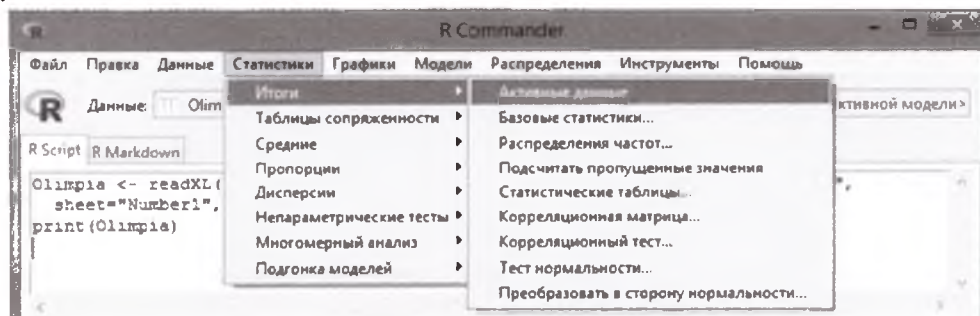 R Commander
Файл Правка Данные Статистики Графики Модели Распределения Инструменты Помощь
R Данные: Olim
ктивной модели>
R Script R Markdown
Olimpia <- readXL(
sheet="Number1",
print(Olimpia)
Итоги
Таблицы сопряженности
Средние
Пропорции
Дисперсии
Непараметрические тесты
Многомерный анализ
Подгонка моделей
Активные данные
Базовые статистики...
Распределения частот...
Подсчитать пропущенные значения
Статистические таблицы...
Корреляционная матрица...
Корреляционный тест...
Тест нормальности...
Преобразовать в сторону нормальности...